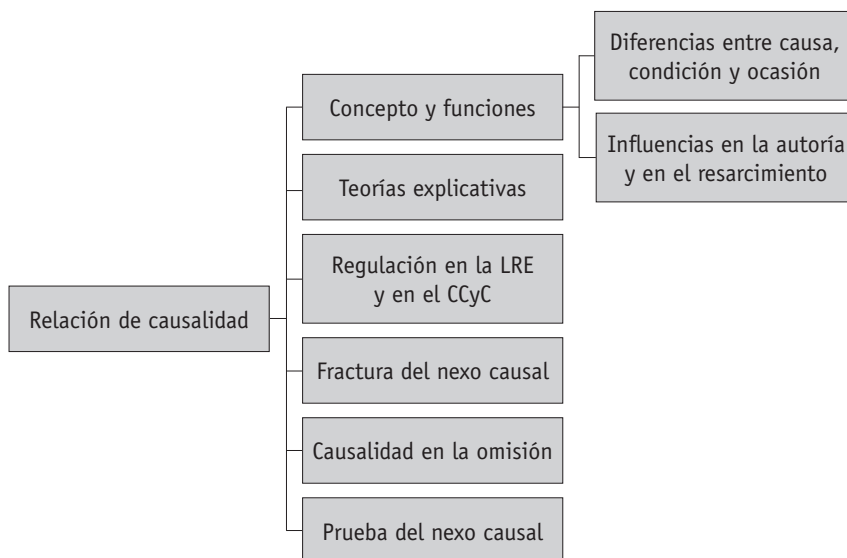 Relación de causalidad
Concepto y funciones
Diferencias entre causa,
condición y ocasión
Influencias en la autoría
y en el resarcimiento
Teorías explicativas
Regulación en la LRE
y en el CCyC
Fractura del nexo causal
Causalidad en la omisión
Prueba del nexo causal